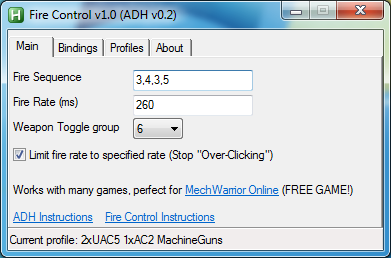 Fire Control v1.0 (ADH v0.2)
Main Bindings Profiles About
Fire Sequence 3,4,3,5
Fire Rate (ms) 260
Weapon Toggle group 6
Limit fire rate to specified rate (Stop "Over-Clicking")
Works with many games, perfect for MechWarrior Online (FREE GAME!)
ADH Instructions Fire Control Instructions
Current profile: 2xUAC5 1xAC2 MachineGuns